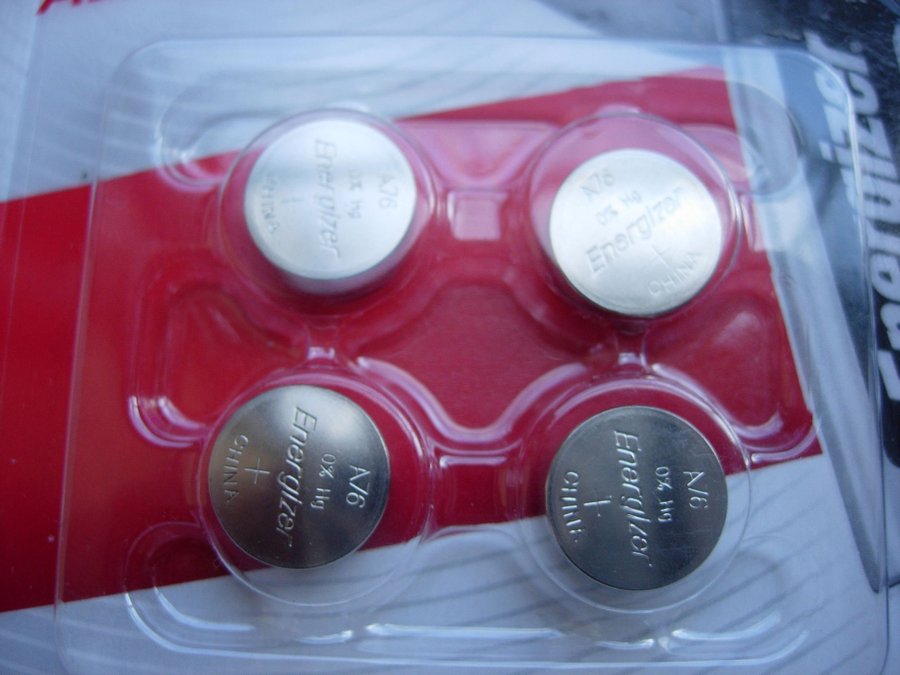 A76
0% Hg
Energizer
+
CHINA
A76
0% Hg
Energizer
+
CHINA
A76
0% Hg
Energizer
+
CHINA
A76
0% Hg
Energizer
+
CHINA
Energizer